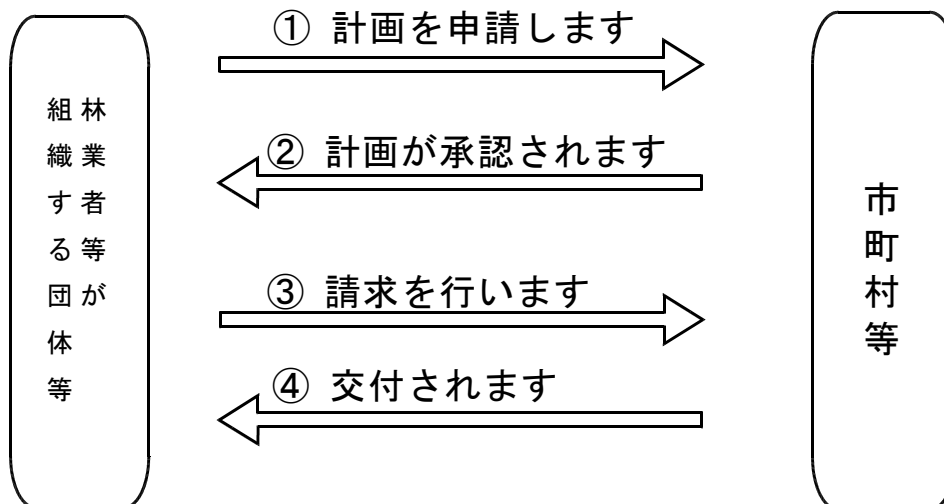 林業者等が
組織する団体等
① 計画を申請します
② 計画が承認されます
③ 請求を行います
④ 交付されます
市町村等